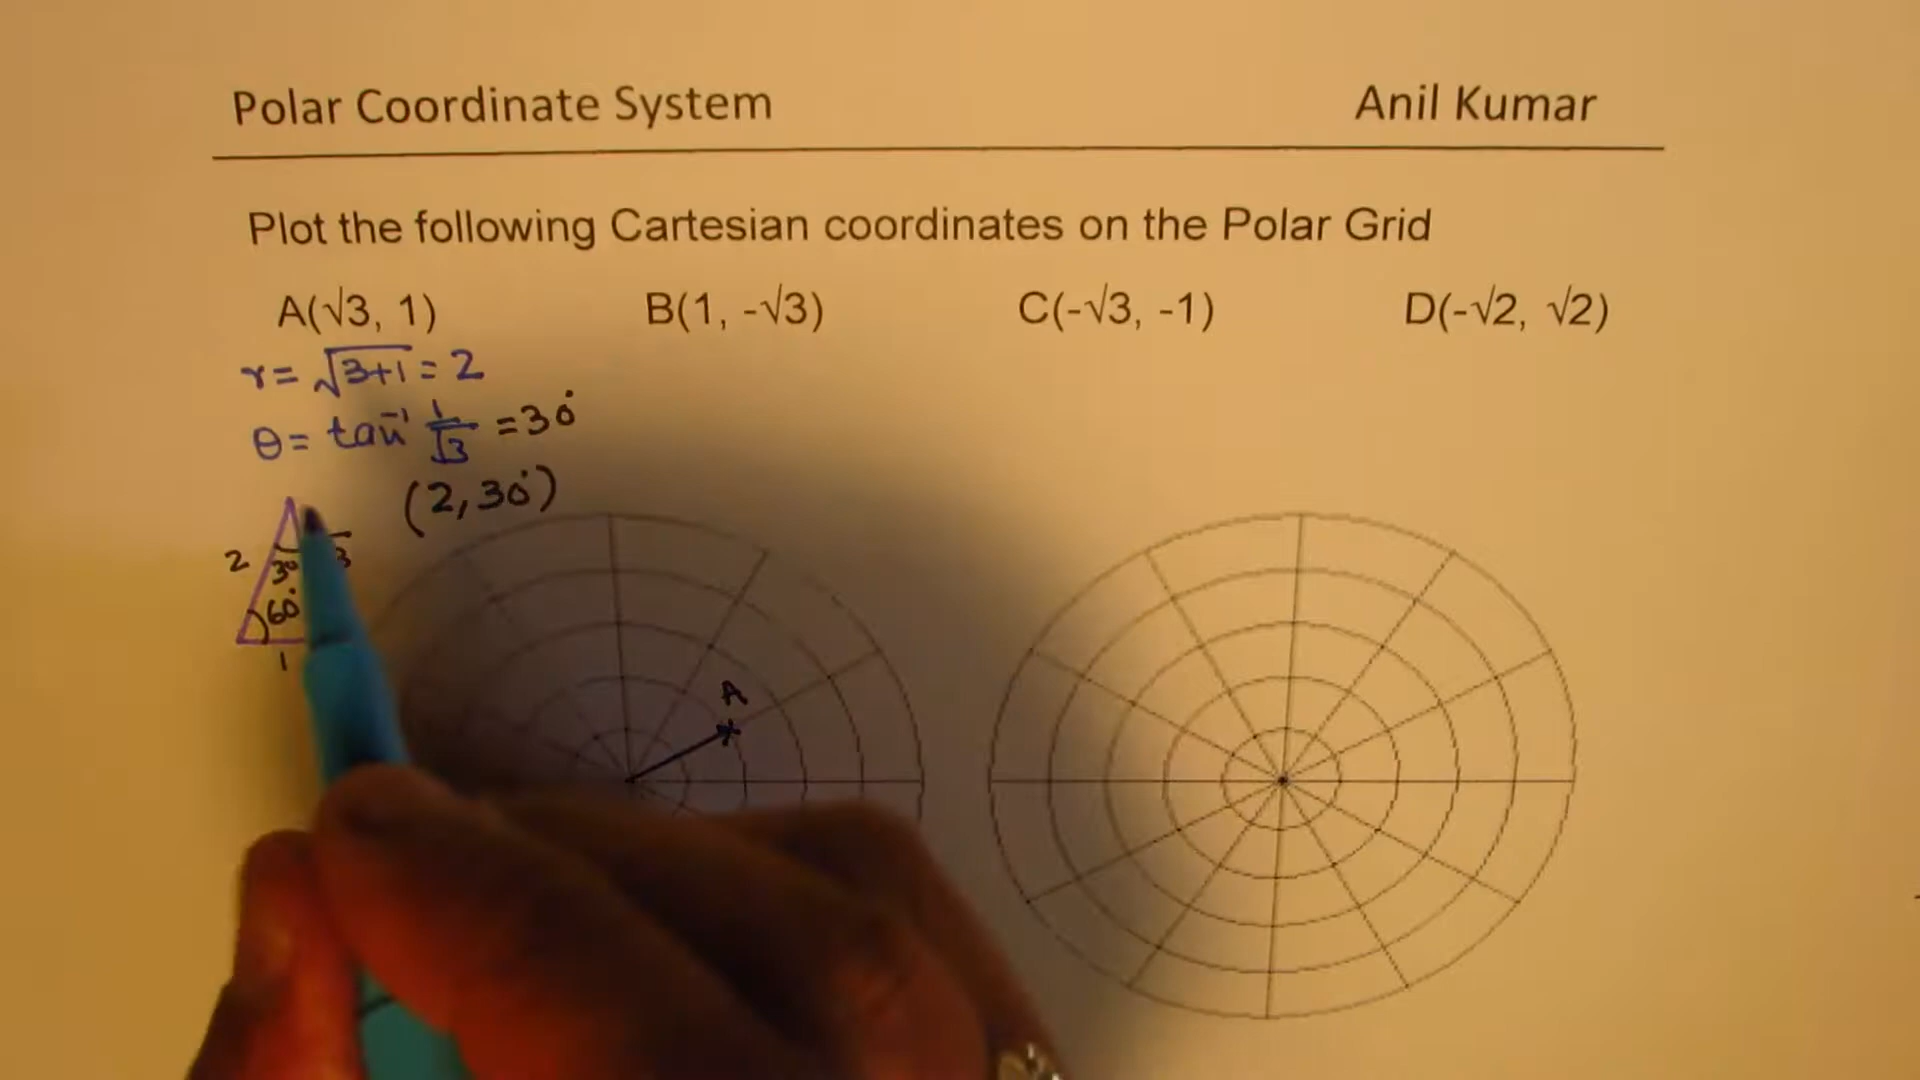 Polar Coordinate System Anil Kumar
Plot the following Cartesian coordinates on the Polar Grid
A(√3, 1) B(1, -√3) C(-√3, -1) D(-√2, √2)
r = √3+1 = 2
θ = tan⁻¹ 1/√3 = 30°
(2, 30°)
2 30 3
60°
1
A